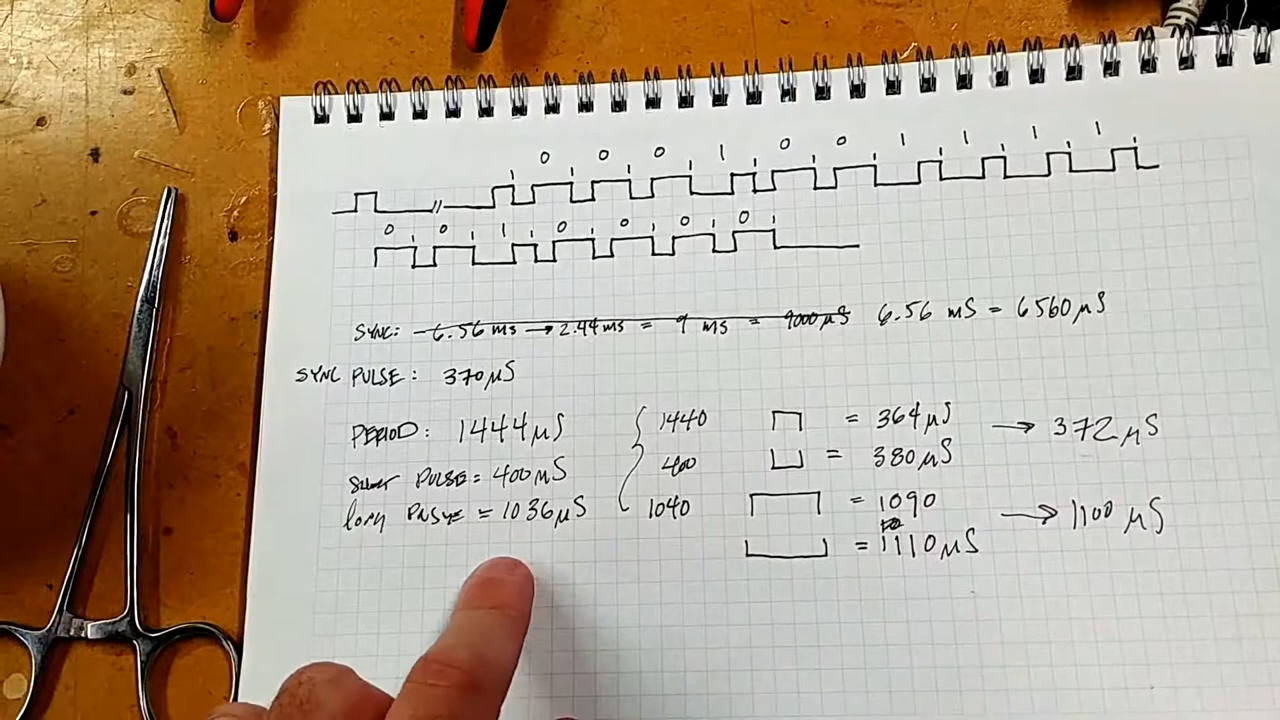 0 0 0 1 0 0 1 1 1 1
0 0 1 0 0 0 0
SYNC: 6.56 ms → 2.44 ms = 9 ms = 9000 µS 6.56 mS = 6560 µS
SYNC PULSE: 370 µS
PERIOD: 1444 µS { 1440 = 364 µS → 372 µS
PULSE = 400 µS 400 = 380 µS
long PULSE = 1036 µS 1040 = 1090 → 1100 µS
= 1110 µS